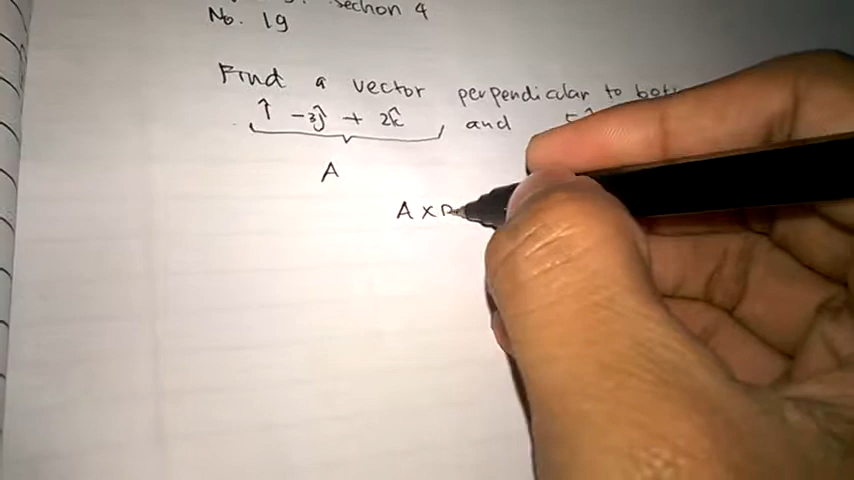 Section 4
No. 19
Find a vector perpendicular to both
î - 3ĵ + 2k̂ and
A
A x